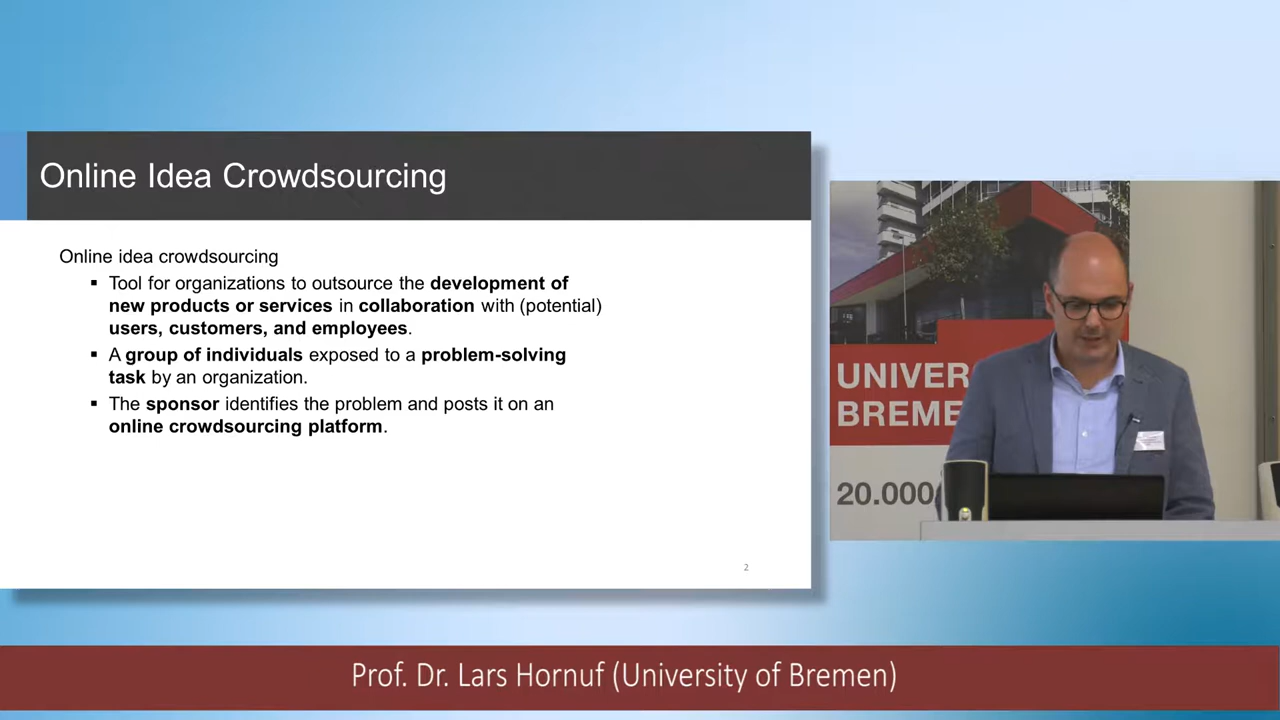 Online Idea Crowdsourcing
Online idea crowdsourcing
▪ Tool for organizations to outsource the development of
new products or services in collaboration with (potential)
users, customers, and employees.
▪ A group of individuals exposed to a problem-solving
task by an organization.
▪ The sponsor identifies the problem and posts it on an
online crowdsourcing platform.
2
UNIVER
BREME
20.000
Prof. Dr. Lars Hornuf (University of Bremen)